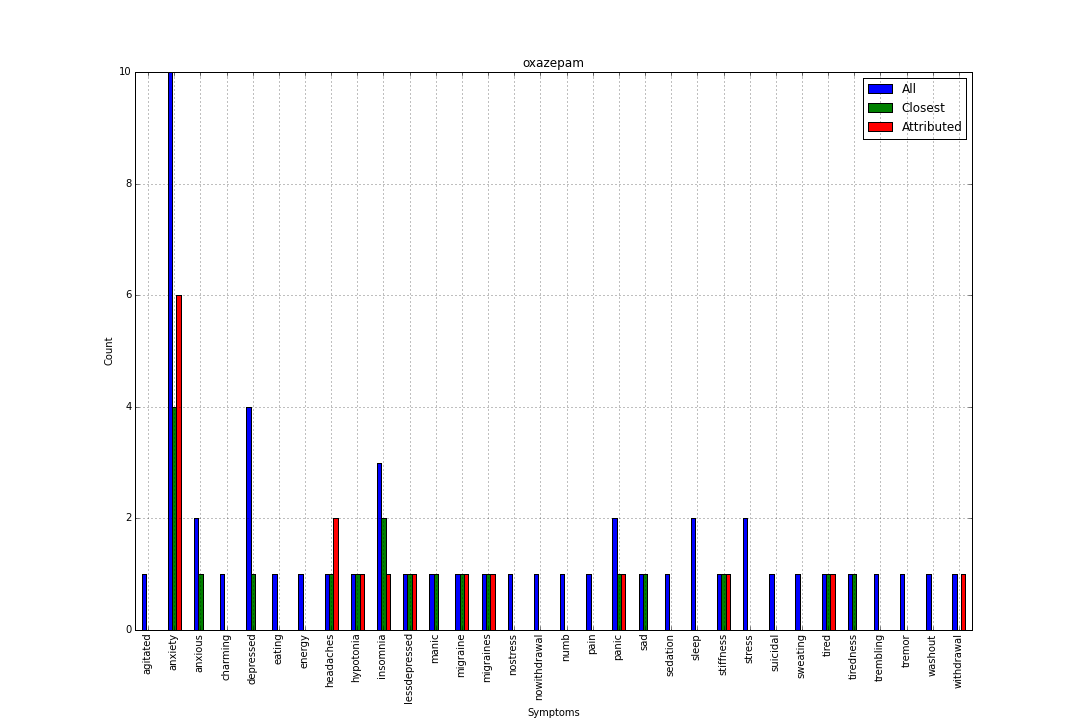 oxazepam
10
8
6
4
2
0
Count
All
Closest
Attributed
agitated
anxiety
anxious
charming
depressed
eating
energy
headaches
hypotonia
insomnia
lessdepressed
manic
migraine
migraines
nostress
nowithdrawal
numb
pain
panic
sad
sedation
sleep
stiffness
stress
suicidal
sweating
tired
tiredness
trembling
tremor
washout
withdrawal
Symptoms